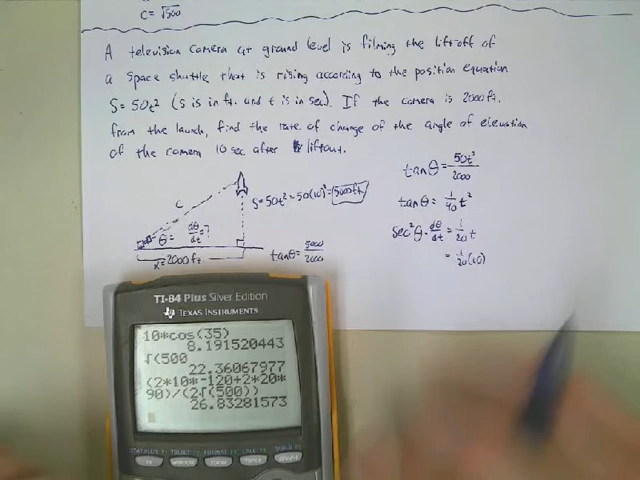 C = √500
A television camera at ground level is filming the liftoff of
a space shuttle that is rising according to the position equation
S = 50t² (s is in ft. and t is in sec). If the camera is 2000 ft.
from the launch, find the rate of change of the angle of elevation
of the camera 10 sec after liftout.
c
S = 50t² = 50(10)² = 5000 ft
θ = dθ/dt = ?
x = 2000 ft
tanθ = 5000/2000
tanθ = 50t²/2000
tanθ = 1/40 t²
sec²θ · dθ/dt = 1/20 t
= 1/20(10)
TI-84 Plus Silver Edition
TEXAS INSTRUMENTS
10*cos(35)
8.191520443
√(500
22.36067977
(2*10*-120+2*20*
90)/(2√(500))
26.83281573